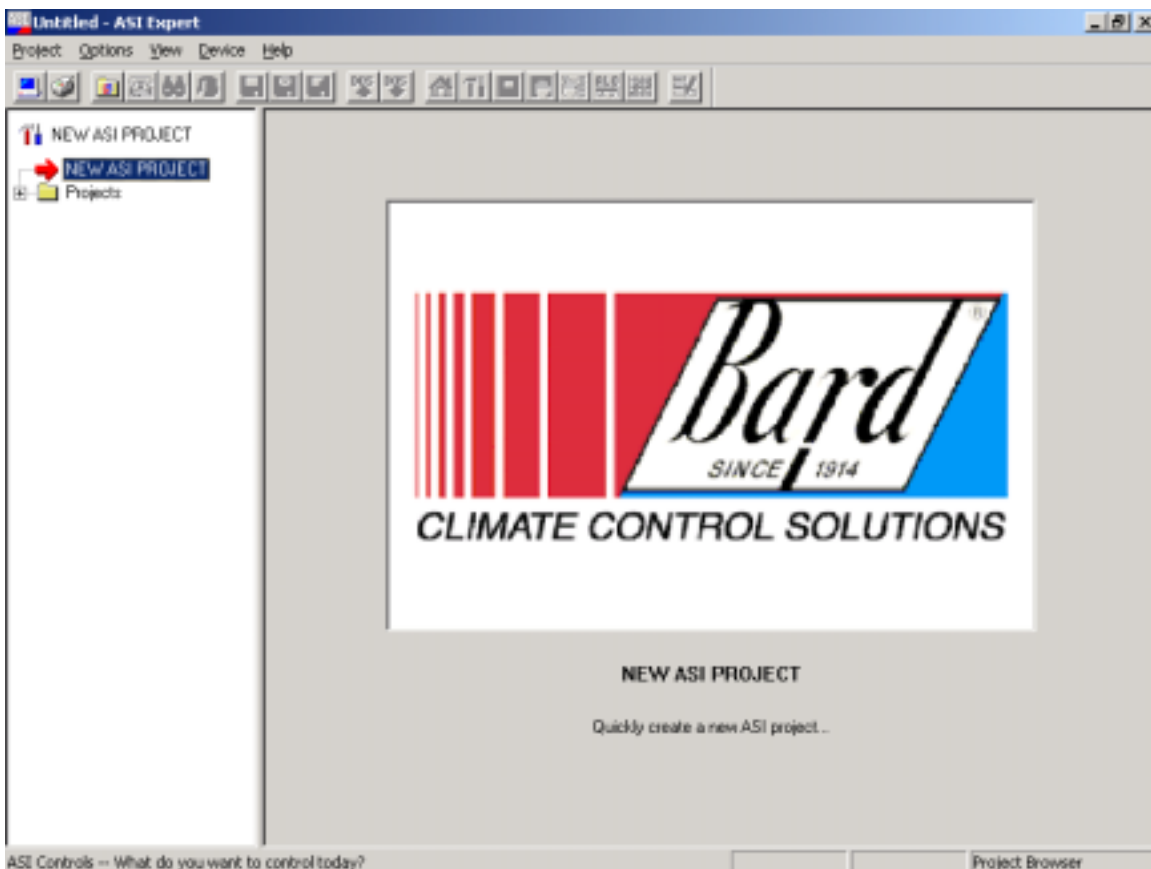 Untitled - ASI Expert
Project Options View Device Help
NEW ASI PROJECT
NEW ASI PROJECT
Projects
Bard
®
SINCE 1914
CLIMATE CONTROL SOLUTIONS
NEW ASI PROJECT
Quickly create a new ASI project...
ASI Controls -- What do you want to control today?
Project Browser